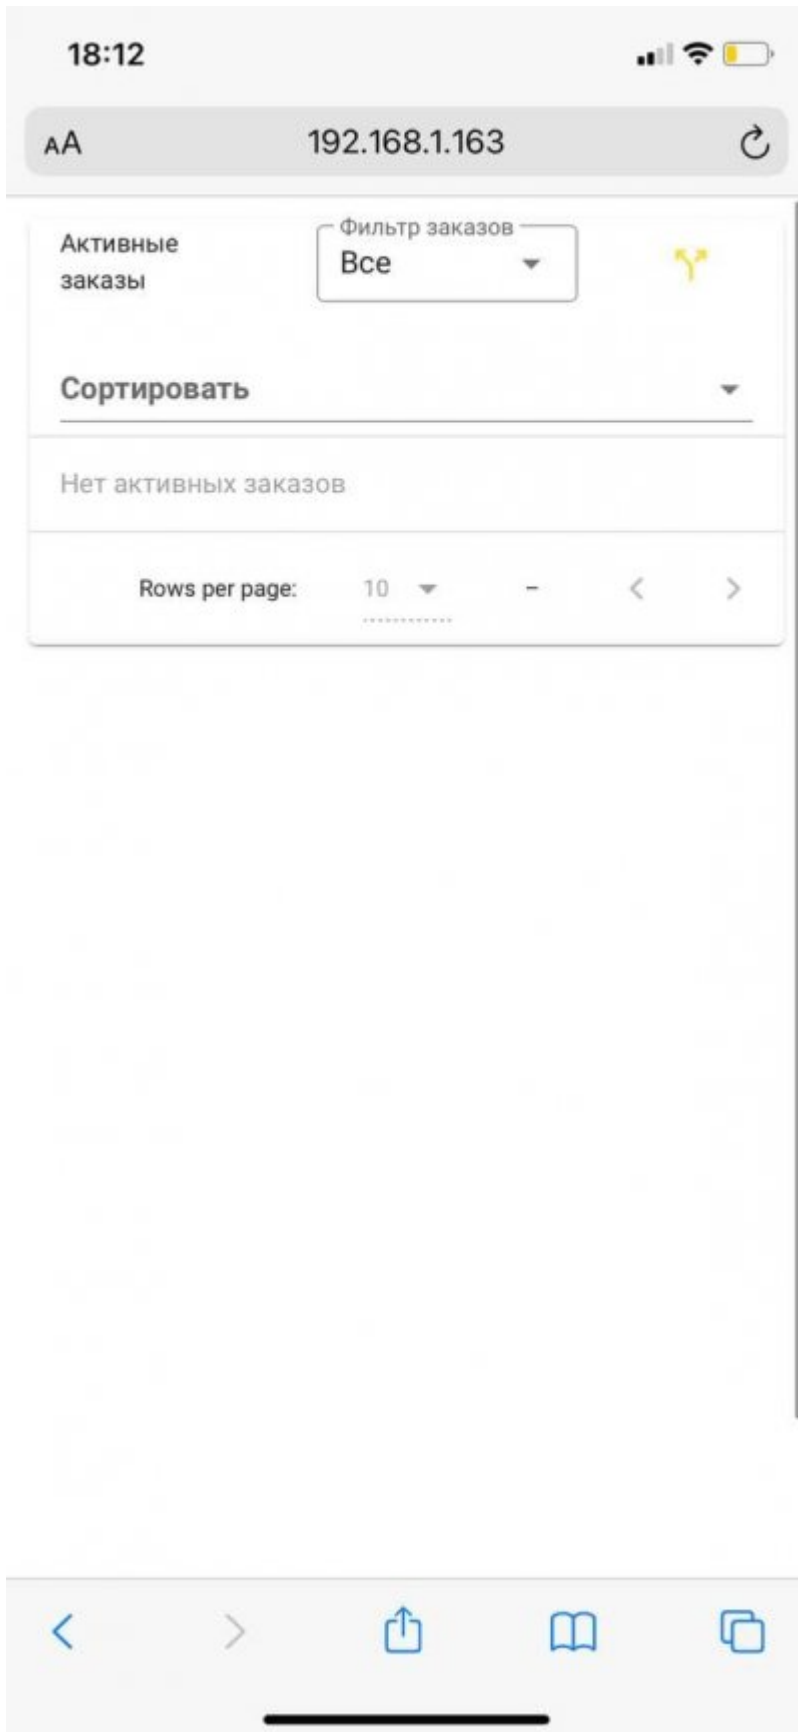 18:12
AA 192.168.1.163
Активные
заказы
Фильтр заказов
Все
Сортировать
Нет активных заказов
Rows per page: 10 –